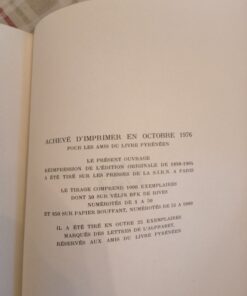 ACHEVÉ D'IMPRIMER EN OCTOBRE 1976
POUR LES AMIS DU LIVRE PYRÉNÉEN
LE PRÉSENT OUVRAGE
RÉIMPRESSION DE L'ÉDITION ORIGINALE DE
A ÉTÉ TIRÉ SUR LES PRESSES DE LA S.I.R.N. A PARIS
LE TIRAGE COMPREND 1000 EXEMPLAIRES
DONT 50 SUR VÉLIN BFK DE RIVES
NUMÉROTÉS DE 1 A 50
ET 950 SUR PAPIER BOUFFANT, NUMÉROTÉS DE 51 A 1000
IL A ÉTÉ TIRÉ EN OUTRE 25 EXEMPLAIRES
MARQUÉS DES LETTRES DE L'ALPHABET,
RÉSERVÉS AUX AMIS DU LIVRE PYRÉNÉEN